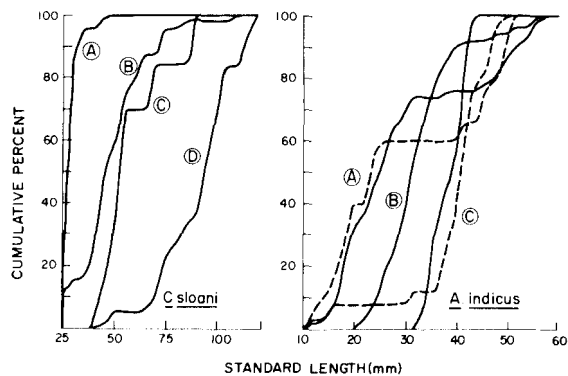 CUMULATIVE PERCENT
100
80
60
40
20
25
50
75
100
A
B
C
D
C sloani
100
80
60
40
20
10
20
30
40
50
60
A
B
C
A. indicus
STANDARD LENGTH (mm)